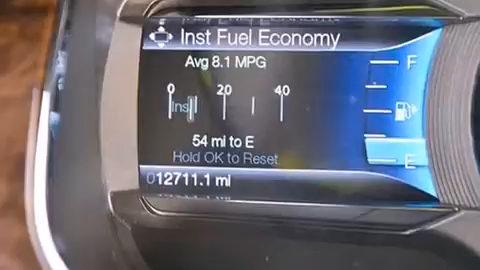 Inst Fuel Economy
Avg 8.1 MPG
F
0 20 40
Inst
54 mi to E
E
Hold OK to Reset
012711.1 mi